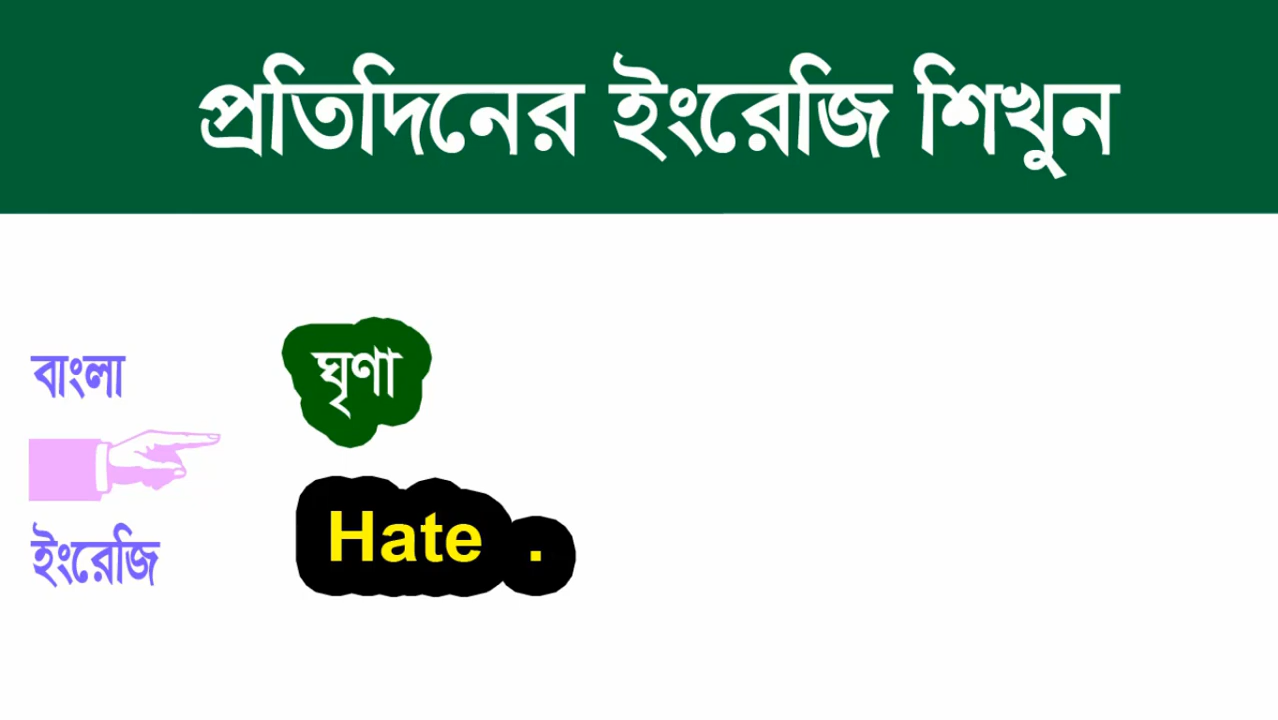 প্রতিদিনের ইংরেজি শিখুন
বাংলা
ঘৃণা
ইংরেজি
Hate .